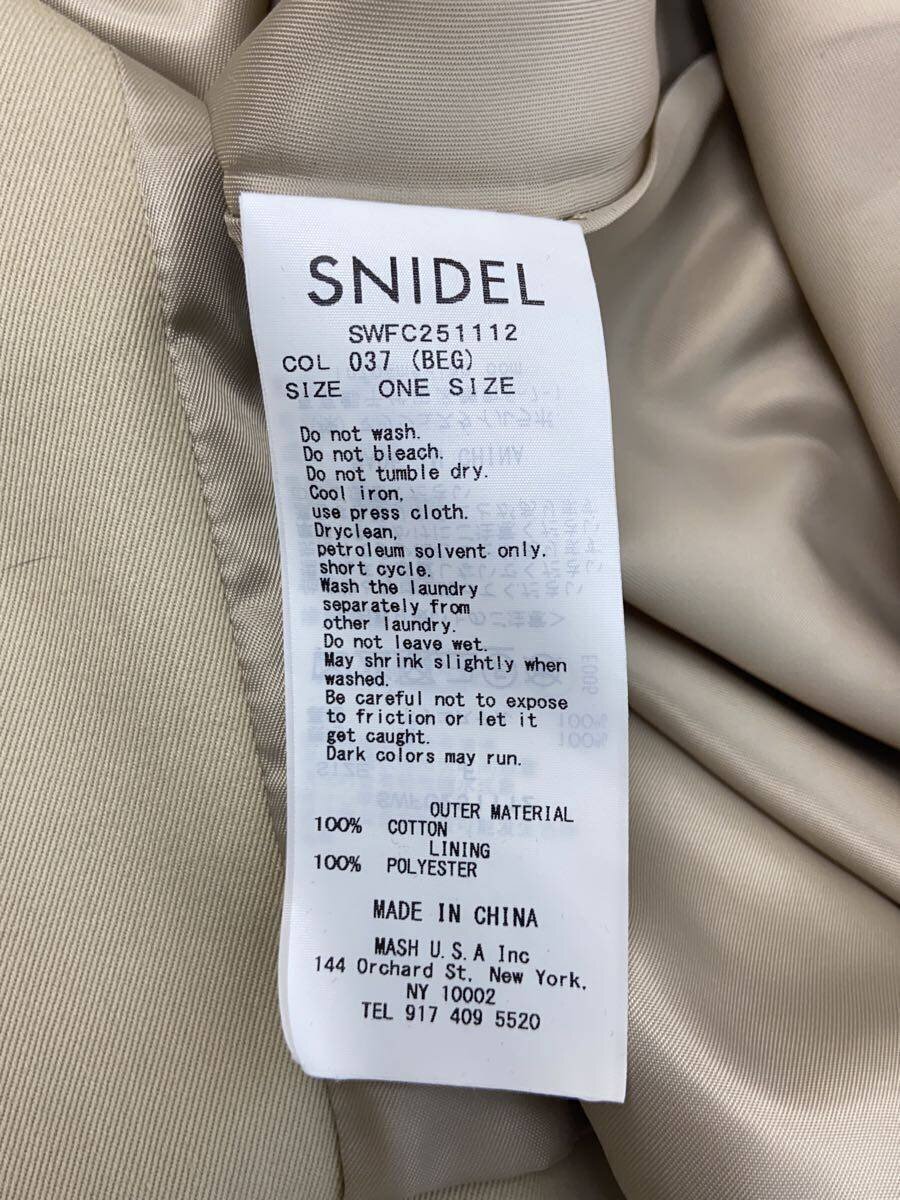 SNIDEL
SWFC251112
COL 037 (BEG)
SIZE ONE SIZE
Do not wash.
Do not bleach.
Do not tumble dry.
Cool iron,
use press cloth.
Dryclean,
petroleum solvent only.
short cycle.
Wash the laundry
separately from
other laundry.
Do not leave wet.
May shrink slightly when
washed.
Be careful not to expose
to friction or let it
get caught.
Dark colors may run.
OUTER MATERIAL
100% COTTON
LINING
100% POLYESTER
MADE IN CHINA
MASH U.S.A Inc
144 Orchard St, New York,
NY 10002
TEL 917 409 5520